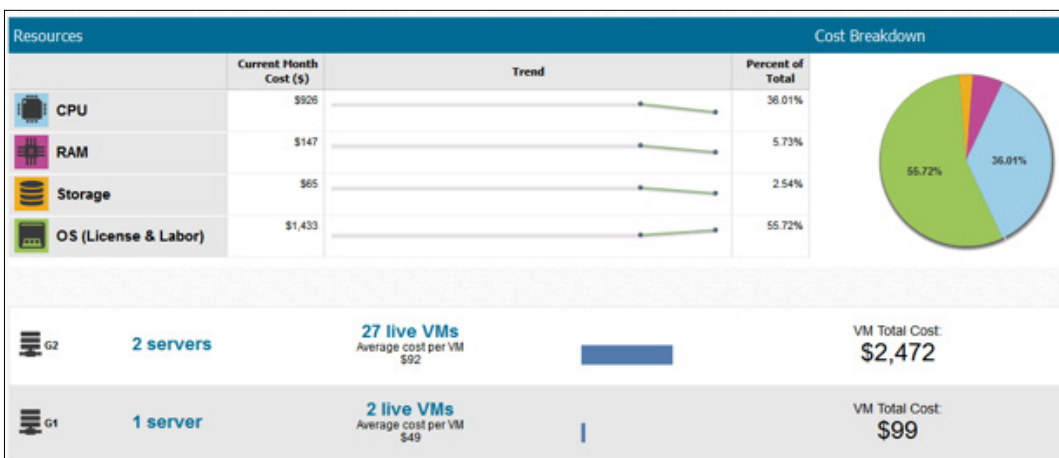 Resources Cost Breakdown
Current Month Cost ($) Trend Percent of Total
CPU $926 36.01%
RAM $147 5.73%
Storage $65 2.54%
OS (License & Labor) $1,433 55.72%
55.72% 36.01%
G2 2 servers 27 live VMs
Average cost per VM
$92
VM Total Cost:
$2,472
G1 1 server 2 live VMs
Average cost per VM
$49
VM Total Cost:
$99